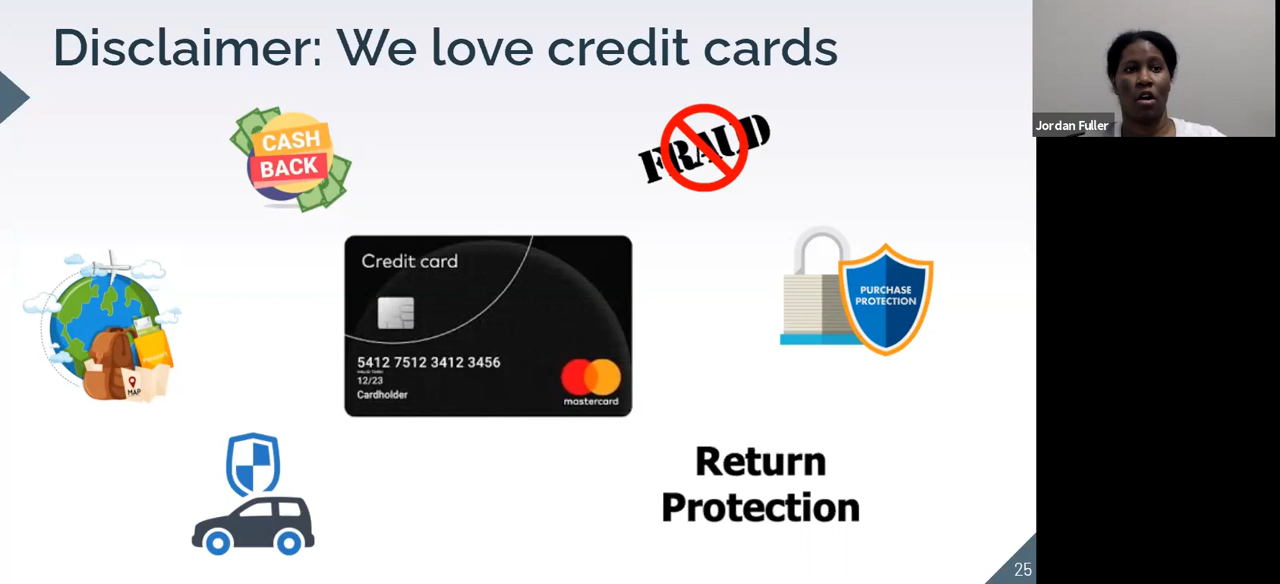 Disclaimer: We love credit cards
Jordan Fuller
CASH
BACK
FRAUD
PURCHASE
PROTECTION
Credit card
5412 7512 3412 3456
12/23
Cardholder
mastercard
MAP
Return
Protection
25